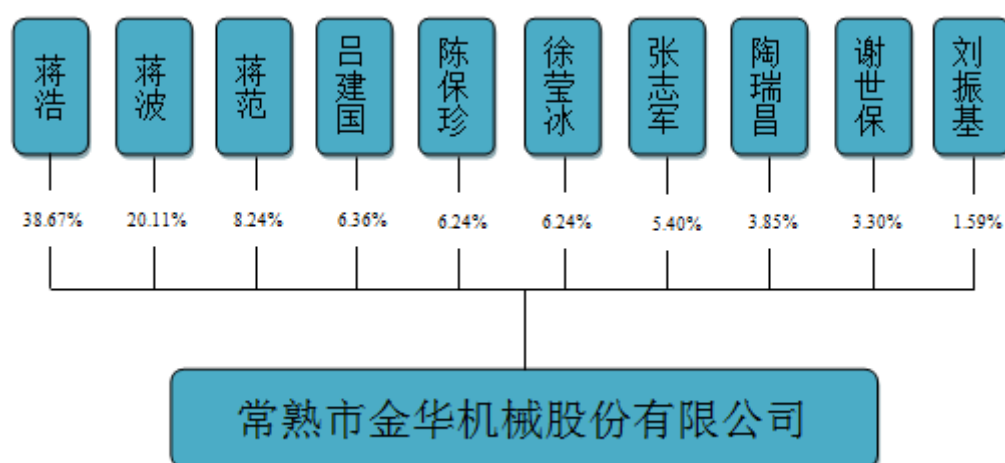 蒋浩
蒋波
蒋范
吕建国
陈保珍
徐莹冰
张志军
陶瑞昌
谢世保
刘振基
38.67%
20.11%
8.24%
6.36%
6.24%
6.24%
5.40%
3.85%
3.30%
1.59%
常熟市金华机械股份有限公司